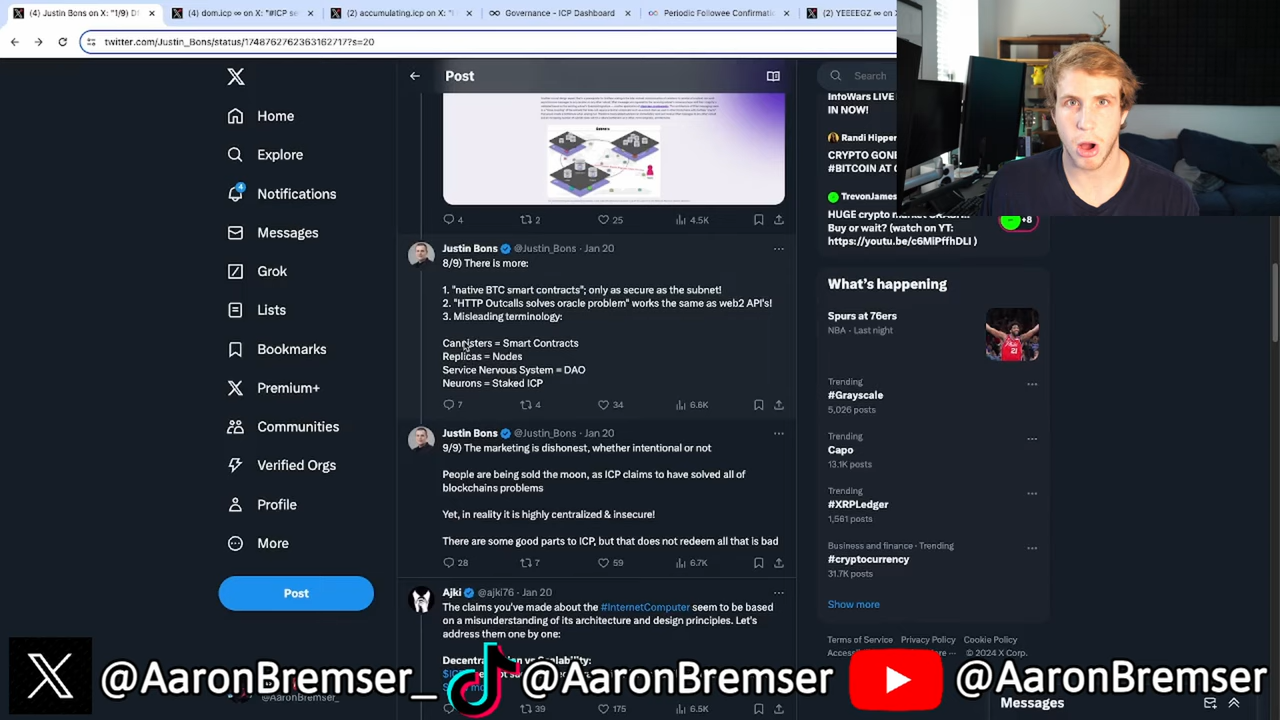 (4) Justin Bons on X: "1/9) Df
(4) dom.icp ∞ on X: "#ICP se
(2) accumulating.icp on X: "
Governance - ICP Dashboard
Periodic Followee Confirmatio
(2) YEEEEGZ ∞ on X
twitter.com/Justin_Bons/status/1748762762363162717?s=20
Home
Explore
4
Notifications
Messages
Grok
Lists
Bookmarks
Premium+
Communities
Verified Orgs
Profile
More
Post
@AaronBremser_
Post
4 2 25 4.5K
Justin Bons @Justin_Bons · Jan 20
8/9) There is more:
1. "native BTC smart contracts"; only as secure as the subnet!
2. "HTTP Outcalls solves oracle problem" works the same as web2 API's!
3. Misleading terminology:
Cannisters = Smart Contracts
Replicas = Nodes
Service Nervous System = DAO
Neurons = Staked ICP
7 4 34 6.6K
Justin Bons @Justin_Bons · Jan 20
9/9) The marketing is dishonest, whether intentional or not
People are being sold the moon, as ICP claims to have solved all of
blockchains problems
Yet, in reality it is highly centralized & insecure!
There are some good parts to ICP, but that does not redeem all that is bad
28 7 59 6.7K
Ajki @ajki76 · Jan 20
The claims you've made about the #InternetComputer seem to be based
on a misunderstanding of its architecture and design principles. Let's
address them one by one:
39 175 6.5K
Search
InfoWars LIVE
IN NOW!
Randi Hipper
CRYPTO GONE
#BITCOIN AT
TrevonJames
HUGE crypto market
Buy or wait? (watch on YT:
https://youtu.be/c6MiPffhDLI )
+8
What's happening
Spurs at 76ers
NBA · Last night
Trending
#Grayscale
5,026 posts
Trending
Capo
13.1K posts
Trending
#XRPLedger
1,561 posts
Business and finance · Trending
#cryptocurrency
31.7K posts
Show more
Terms of Service Privacy Policy Cookie Policy
© 2024 X Corp.
Messages
@AaronBremser_ @AaronBremser @AaronBremser